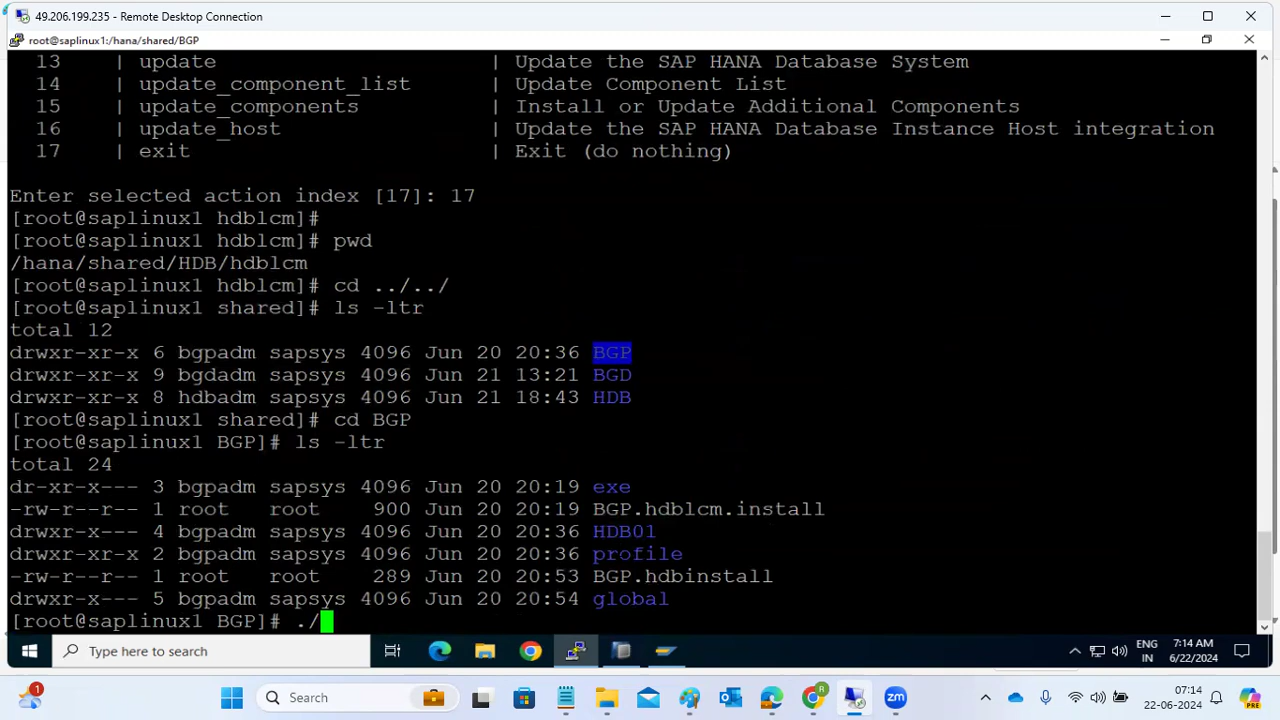 49.206.199.235 - Remote Desktop Connection
root@saplinux1:/hana/shared/BGP
13 | update | Update the SAP HANA Database System
14 | update_component_list | Update Component List
15 | update_components | Install or Update Additional Components
16 | update_host | Update the SAP HANA Database Instance Host integration
17 | exit | Exit (do nothing)
Enter selected action index [17]: 17
[root@saplinux1 hdblcm]#
[root@saplinux1 hdblcm]# pwd
/hana/shared/HDB/hdblcm
[root@saplinux1 hdblcm]# cd ../../
[root@saplinux1 shared]# ls -ltr
total 12
drwxr-xr-x 6 bgpadm sapsys 4096 Jun 20 20:36 BGP
drwxr-xr-x 9 bgdadm sapsys 4096 Jun 21 13:21 BGD
drwxr-xr-x 8 hdbadm sapsys 4096 Jun 21 18:43 HDB
[root@saplinux1 shared]# cd BGP
[root@saplinux1 BGP]# ls -ltr
total 24
dr-xr-x--- 3 bgpadm sapsys 4096 Jun 20 20:19 exe
-rw-r--r-- 1 root root 900 Jun 20 20:19 BGP.hdblcm.install
drwxr-x--- 4 bgpadm sapsys 4096 Jun 20 20:36 HDB01
drwxr-xr-x 2 bgpadm sapsys 4096 Jun 20 20:36 profile
-rw-r--r-- 1 root root 289 Jun 20 20:53 BGP.hdbinstall
drwxr-x--- 5 bgpadm sapsys 4096 Jun 20 20:54 global
[root@saplinux1 BGP]# ./
Type here to search
ENG
IN
7:14 AM
6/22/2024
1
Search
R
zm
07:14
22-06-2024
PRE